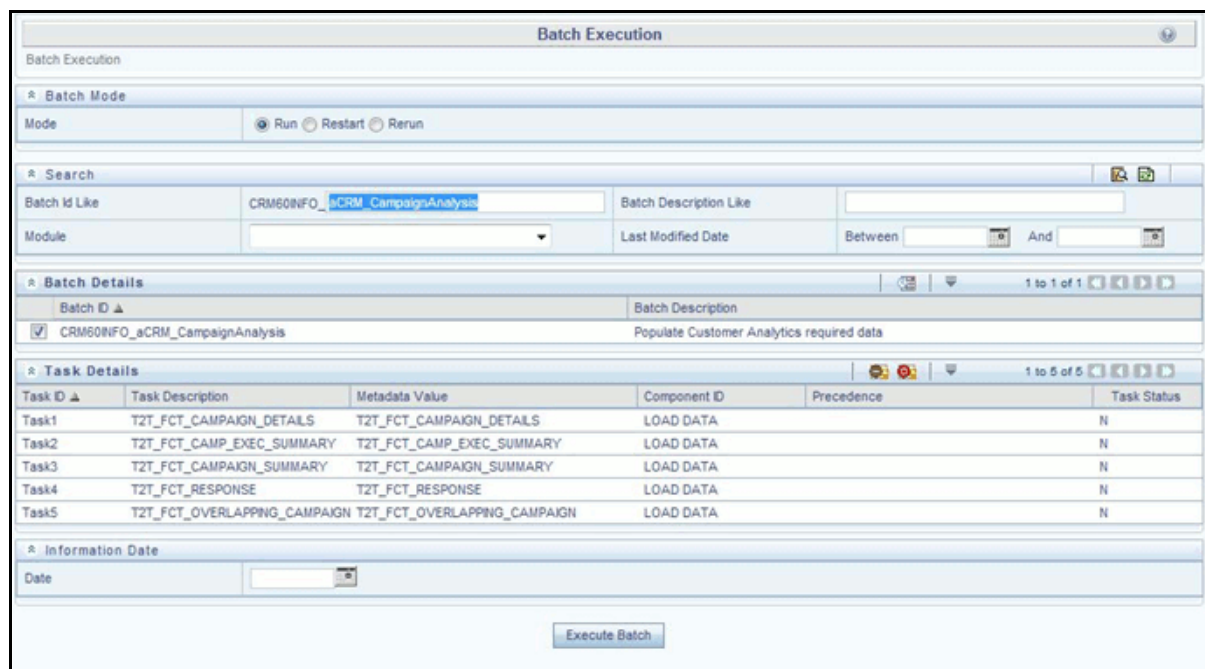 Batch Execution
Batch Execution
Batch Mode
Mode Run Restart Rerun
Search
Batch Id Like CRM60INFO_ aCRM_CampaignAnalysis Batch Description Like
Module Last Modified Date Between And
Batch Details 1 to 1 of 1
Batch ID Batch Description
CRM60INFO_aCRM_CampaignAnalysis Populate Customer Analytics required data
Task Details 1 to 5 of 5
Task ID Task Description Metadata Value Component ID Precedence Task Status
Task1 T2T_FCT_CAMPAIGN_DETAILS T2T_FCT_CAMPAIGN_DETAILS LOAD DATA N
Task2 T2T_FCT_CAMP_EXEC_SUMMARY T2T_FCT_CAMP_EXEC_SUMMARY LOAD DATA N
Task3 T2T_FCT_CAMPAIGN_SUMMARY T2T_FCT_CAMPAIGN_SUMMARY LOAD DATA N
Task4 T2T_FCT_RESPONSE T2T_FCT_RESPONSE LOAD DATA N
Task5 T2T_FCT_OVERLAPPING_CAMPAIGN T2T_FCT_OVERLAPPING_CAMPAIGN LOAD DATA N
Information Date
Date
Execute Batch